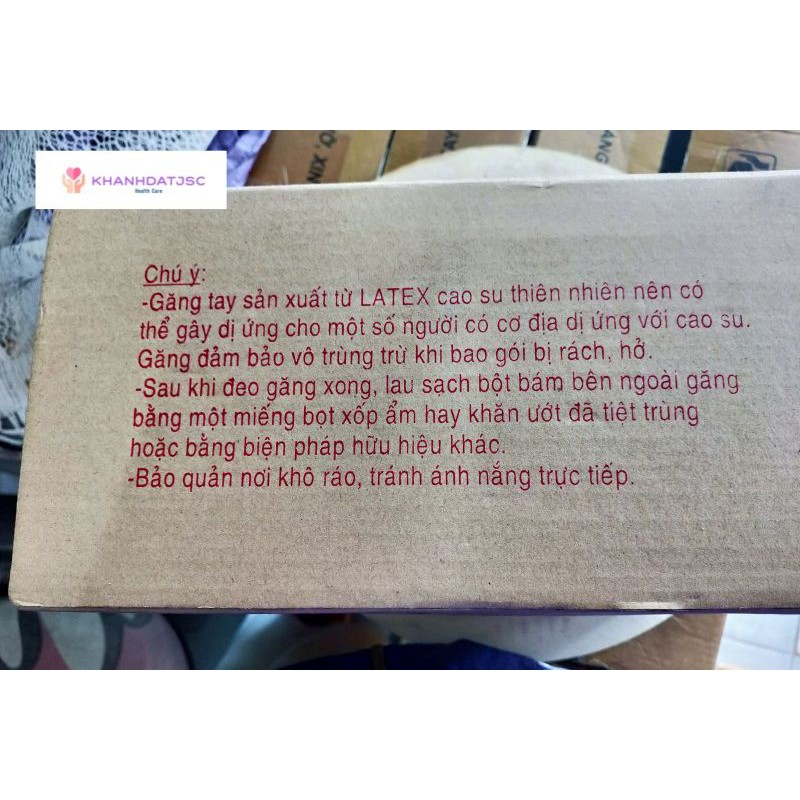 KHANHDATJSC
Health Care
Chú ý:
-Găng tay sản xuất từ LATEX cao su thiên nhiên nên có
thể gây dị ứng cho một số người có cơ địa dị ứng với cao su.
Găng đảm bảo vô trùng trừ khi bao gói bị rách, hở.
-Sau khi đeo găng xong, lau sạch bột bám bên ngoài găng
bằng một miếng bọt xốp ẩm hay khăn ướt đã tiệt trùng
hoặc bằng biện pháp hữu hiệu khác.
-Bảo quản nơi khô ráo, tránh ánh nắng trực tiếp.